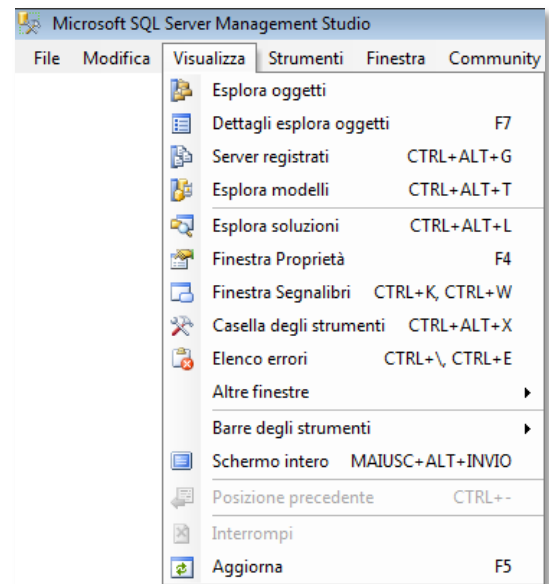 Microsoft SQL Server Management Studio
File Modifica Visualizza Strumenti Finestra Community
Esplora oggetti
Dettagli esplora oggetti F7
Server registrati CTRL+ALT+G
Esplora modelli CTRL+ALT+T
Esplora soluzioni CTRL+ALT+L
Finestra Proprietà F4
Finestra Segnalibri CTRL+K, CTRL+W
Casella degli strumenti CTRL+ALT+X
Elenco errori CTRL+\, CTRL+E
Altre finestre
Barre degli strumenti
Schermo intero MAIUSC+ALT+INVIO
Posizione precedente CTRL+-
Interrompi
Aggiorna F5